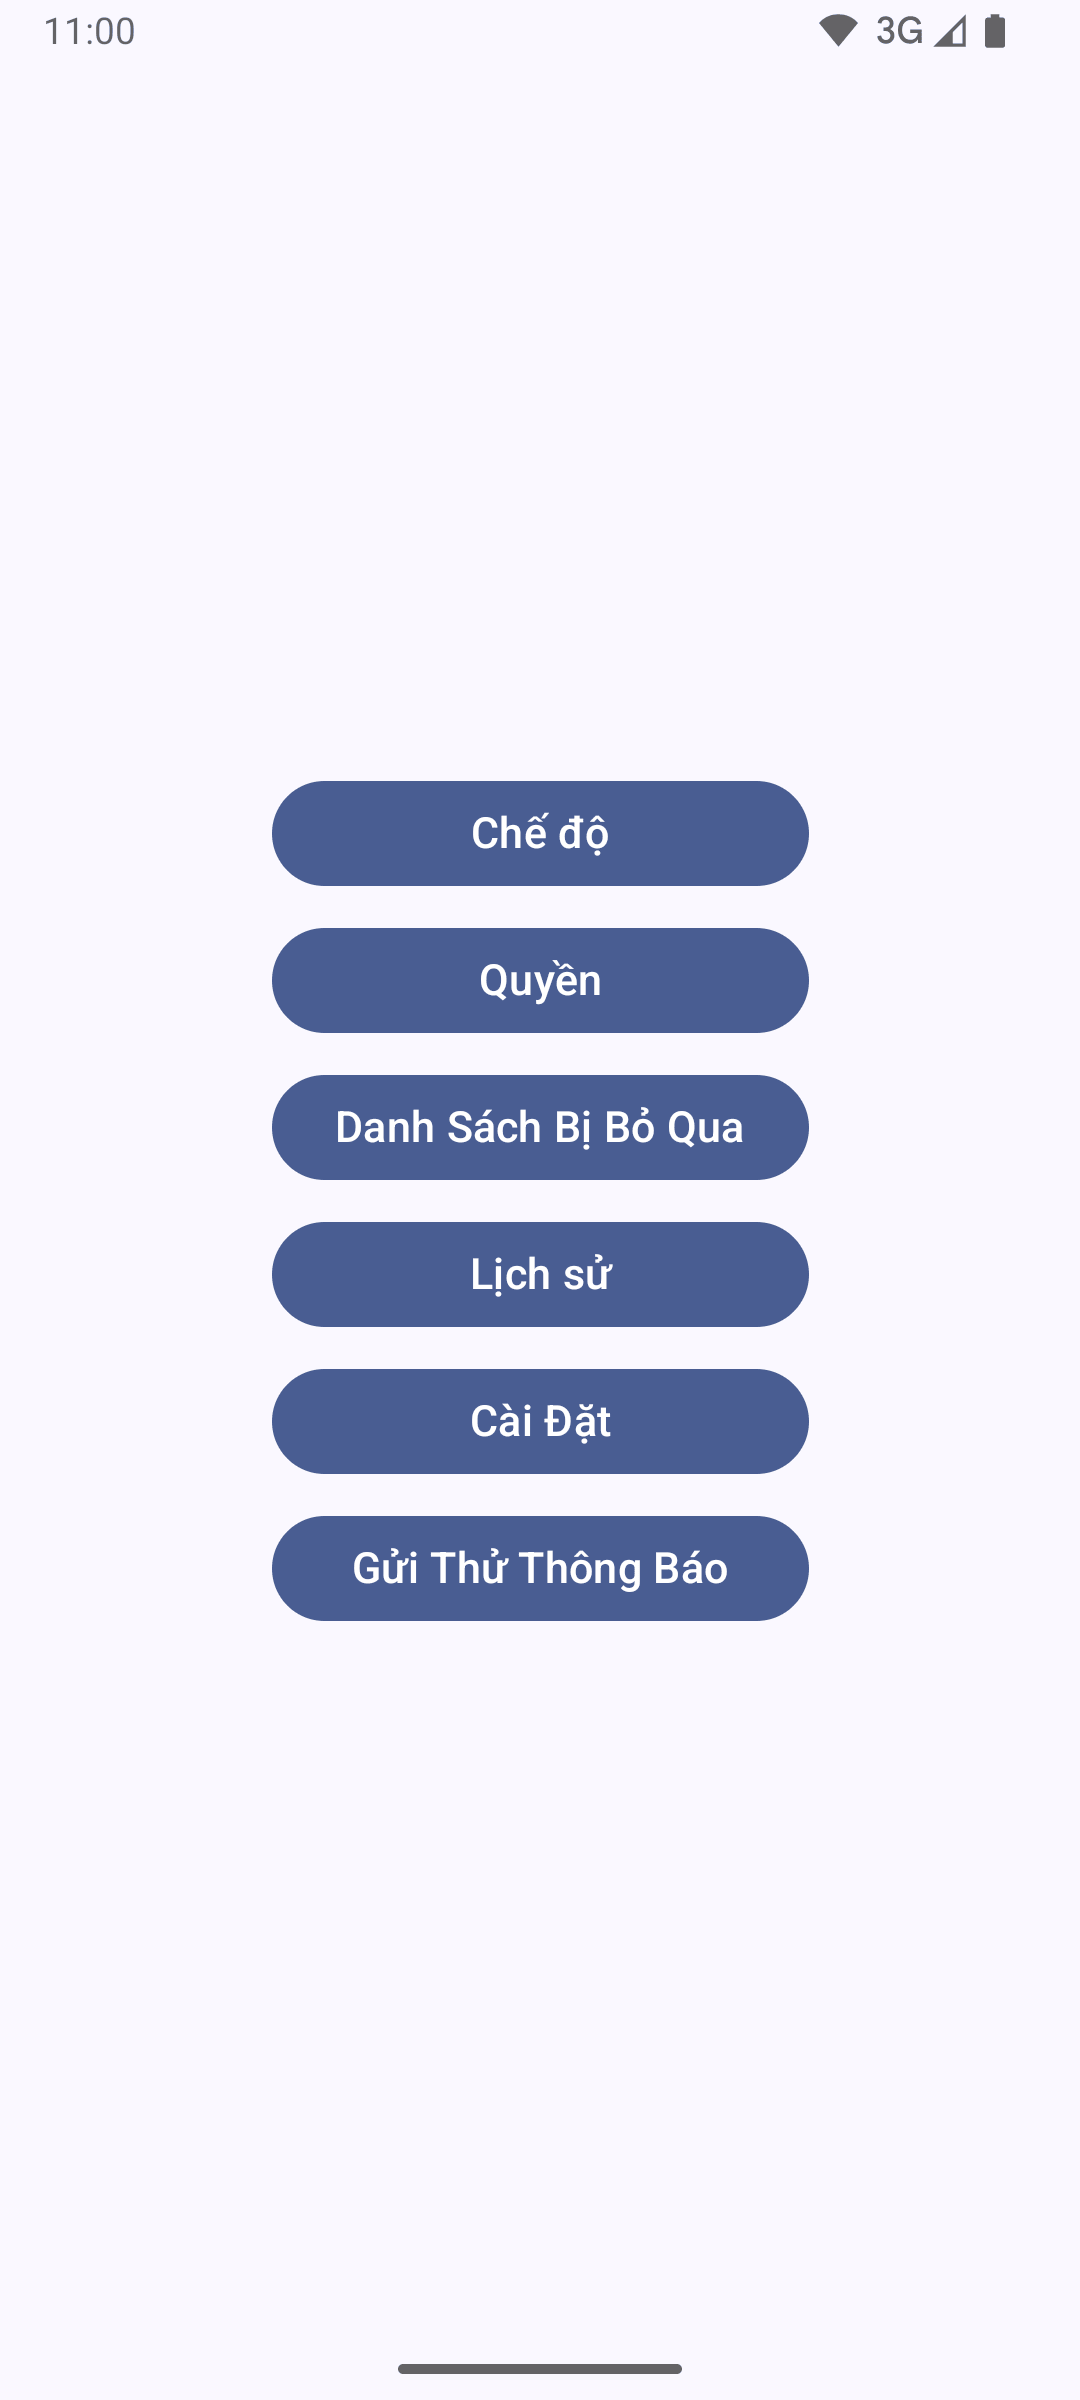 11:00
3G
Chế độ
Quyền
Danh Sách Bị Bỏ Qua
Lịch sử
Cài Đặt
Gửi Thử Thông Báo